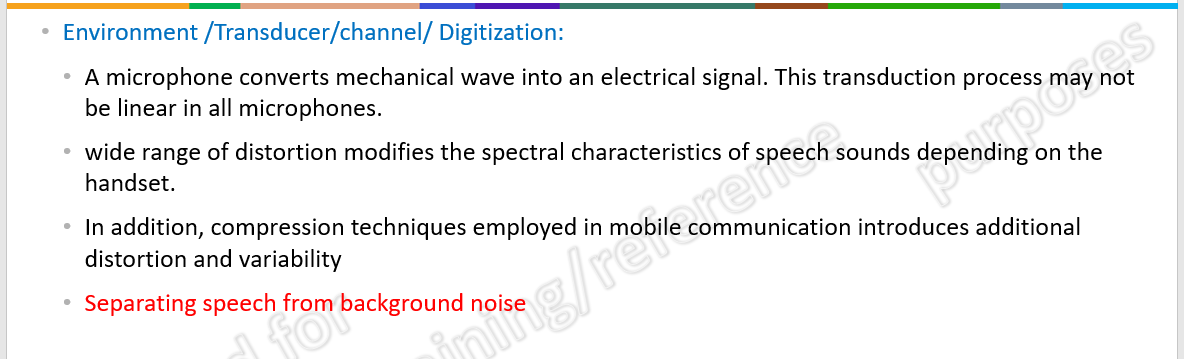 Environment /Transducer/channel/ Digitization:
A microphone converts mechanical wave into an electrical signal. This transduction process may not
be linear in all microphones.
wide range of distortion modifies the spectral characteristics of speech sounds depending on the
handset.
In addition, compression techniques employed in mobile communication introduces additional
distortion and variability
Separating speech from background noise
for
reference
purposes